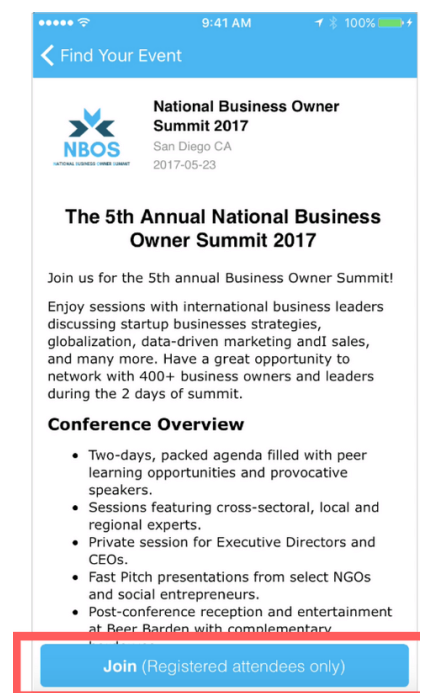 9:41 AM
100%
Find Your Event
NBOS
NATIONAL BUSINESS OWNER SUMMIT
National Business Owner
Summit 2017
San Diego CA
2017-05-23
The 5th Annual National Business
Owner Summit 2017
Join us for the 5th annual Business Owner Summit!
Enjoy sessions with international business leaders
discussing startup businesses strategies,
globalization, data-driven marketing andI sales,
and many more. Have a great opportunity to
network with 400+ business owners and leaders
during the 2 days of summit.
Conference Overview
• Two-days, packed agenda filled with peer
learning opportunities and provocative
speakers.
• Sessions featuring cross-sectoral, local and
regional experts.
• Private session for Executive Directors and
CEOs.
• Fast Pitch presentations from select NGOs
and social entrepreneurs.
• Post-conference reception and entertainment
at Beer Barden with complementary
Join (Registered attendees only)